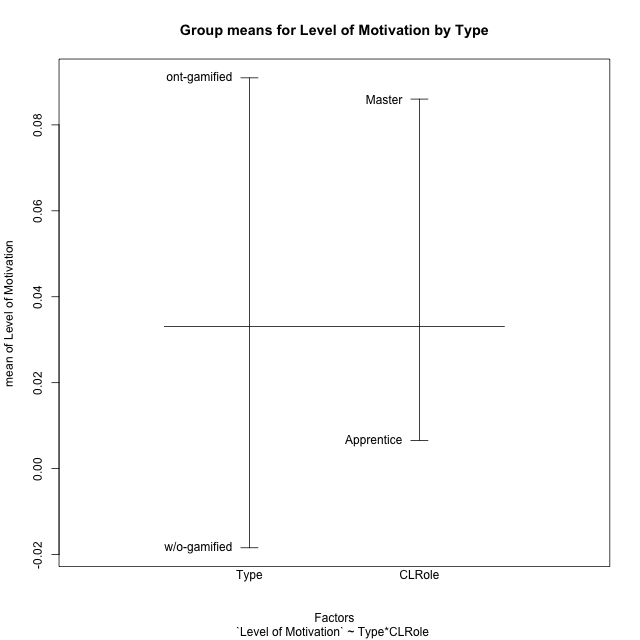 Group means for Level of Motivation by Type
mean of Level of Motivation
0.08
0.06
0.04
0.02
0.00
-0.02
ont-gamified
w/o-gamified
Master
Apprentice
Type
CLRole
Factors
`Level of Motivation` ~ Type*CLRole